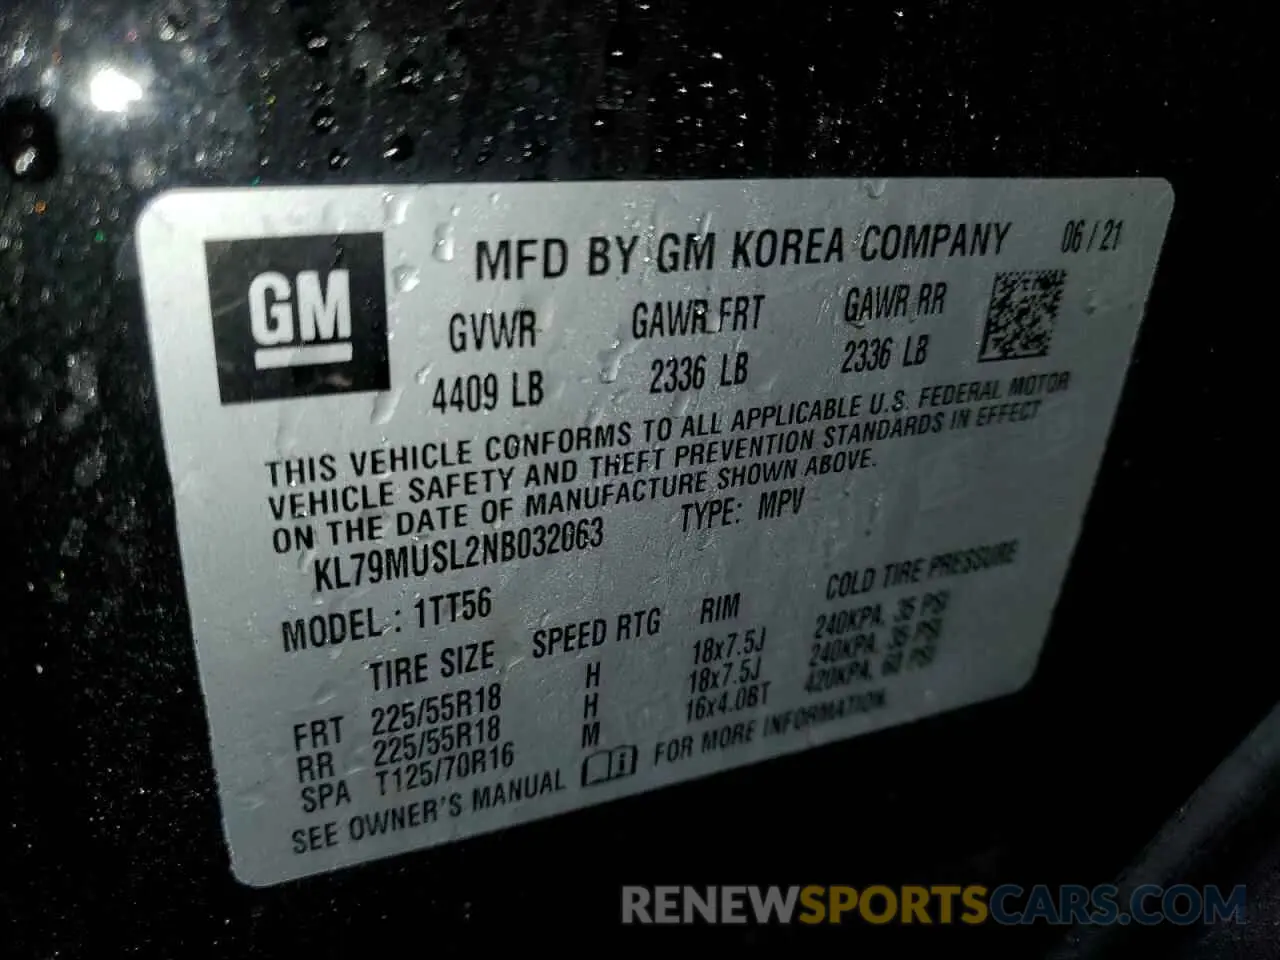 GM
MFD BY GM KOREA COMPANY 06/21
GVWR GAWR FRT GAWR RR
4409 LB 2336 LB 2336 LB
THIS VEHICLE CONFORMS TO ALL APPLICABLE U.S. FEDERAL MOTOR
VEHICLE SAFETY AND THEFT PREVENTION STANDARDS IN EFFECT
ON THE DATE OF MANUFACTURE SHOWN ABOVE.
KL79MUSL2NB032063 TYPE: MPV
MODEL: 1TT56
TIRE SIZE SPEED RTG RIM COLD TIRE PRESSURE
FRT 225/55R18 H 18x7.5J 240KPA, 35 PSI
RR 225/55R18 H 18x7.5J 240KPA, 35 PSI
SPA T125/70R16 M 16x4.0BT 420KPA, 60 PSI
SEE OWNER'S MANUAL FOR MORE INFORMATION
RENEWSPORTSCARS.COM